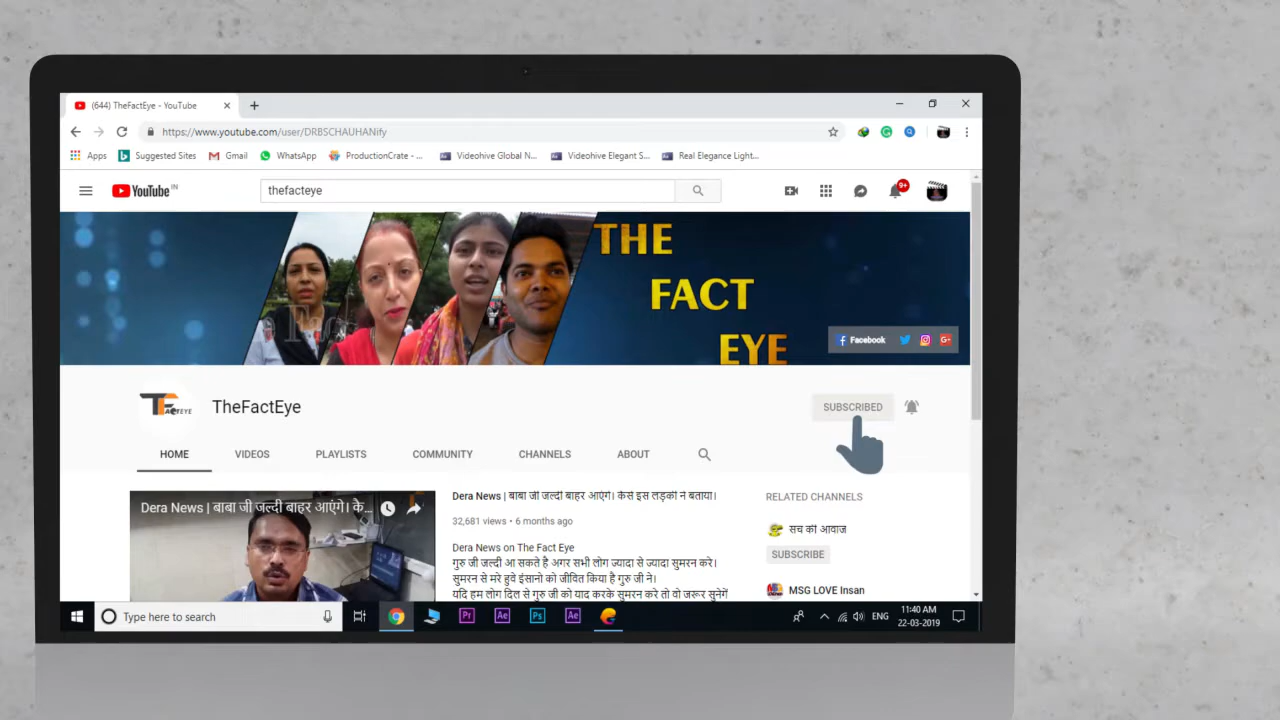 (644) TheFactEye - YouTube
https://www.youtube.com/user/DRBSCHAUHANify
Apps Suggested Sites Gmail WhatsApp ProductionCrate - ... Videohive Global N... Videohive Elegant S... Real Elegance Light...
YouTube IN
thefacteye
9+
THE
FACT
EYE
Facebook
TheFactEye
SUBSCRIBED
HOME VIDEOS PLAYLISTS COMMUNITY CHANNELS ABOUT
Dera News | बाबा जी जल्दी बाहर आएंगे। के...
Dera News | बाबा जी जल्दी बाहर आएंगे। कैसे इस लड़की ने बताया।
32,681 views • 6 months ago
Dera News on The Fact Eye
गुरु जी जल्दी आ सकते है अगर सभी लोग ज्यादा से ज्यादा सुमरन करे।
सुमरन से मरे हुवे इंसानो को जीवित किया है गुरु जी ने।
यदि हम लोग दिल से गुरु जी को याद करके सुमरन करे तो वो जरूर सुनेगें
RELATED CHANNELS
सच की आवाज
SUBSCRIBE
MSG LOVE Insan
Type here to search
Pr Ae Ps Ae
ENG
11:40 AM
22-03-2019